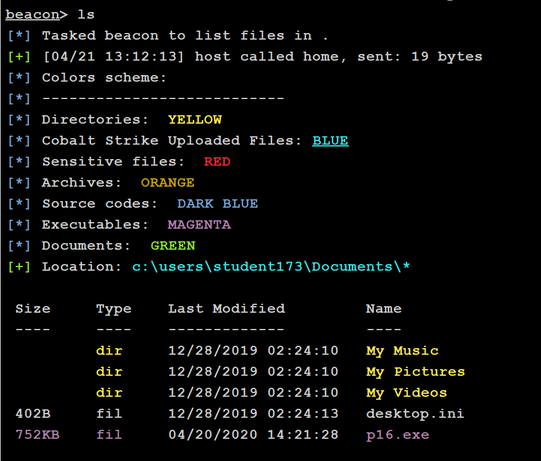 beacon> ls
[*] Tasked beacon to list files in .
[+] [04/21 13:12:13] host called home, sent: 19 bytes
[*] Colors scheme:
[*] ---------------------------
[*] Directories:  YELLOW
[*] Cobalt Strike Uploaded Files: BLUE
[*] Sensitive files:  RED
[*] Archives:  ORANGE
[*] Source codes:  DARK BLUE
[*] Executables:  MAGENTA
[*] Documents:  GREEN
[+] Location: c:\users\student173\Documents\*
Size     Type    Last Modified         Name
----     ----    -------------         ----
         dir     12/28/2019 02:24:10   My Music
         dir     12/28/2019 02:24:10   My Pictures
         dir     12/28/2019 02:24:10   My Videos
402B     fil     12/28/2019 02:24:13   desktop.ini
752KB    fil     04/20/2020 14:21:28   p16.exe